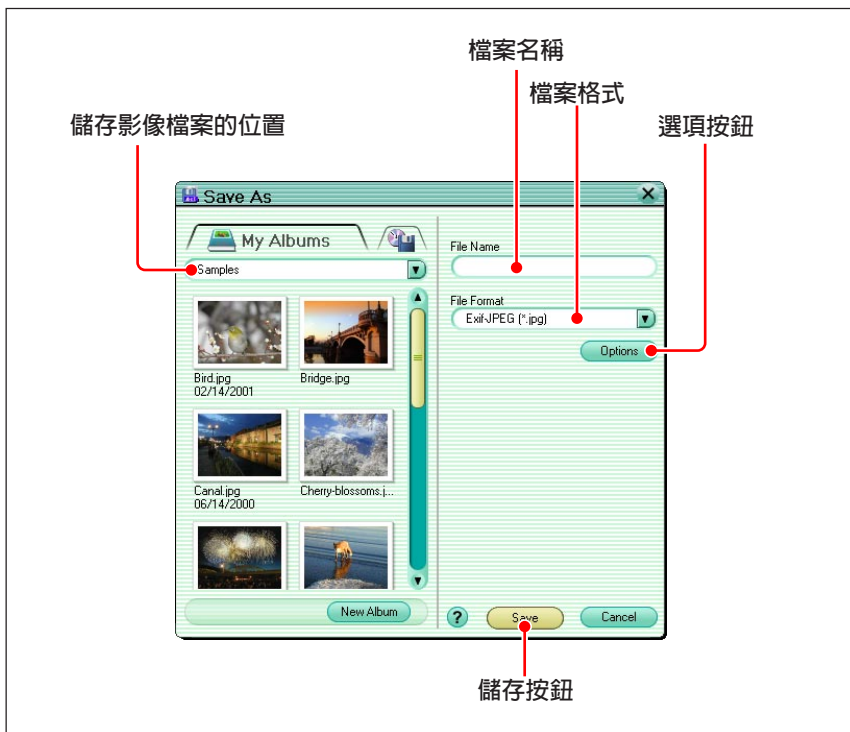 檔案名稱
檔案格式
儲存影像檔案的位置
選項按鈕
Save As
My Albums
Samples
File Name
File Format
Exif-JPEG (*.jpg)
Options
Bird.jpg
02/14/2001
Bridge.jpg
Canal.jpg
06/14/2000
Cherry-blossoms.j...
New Album
?
Save
Cancel
儲存按鈕